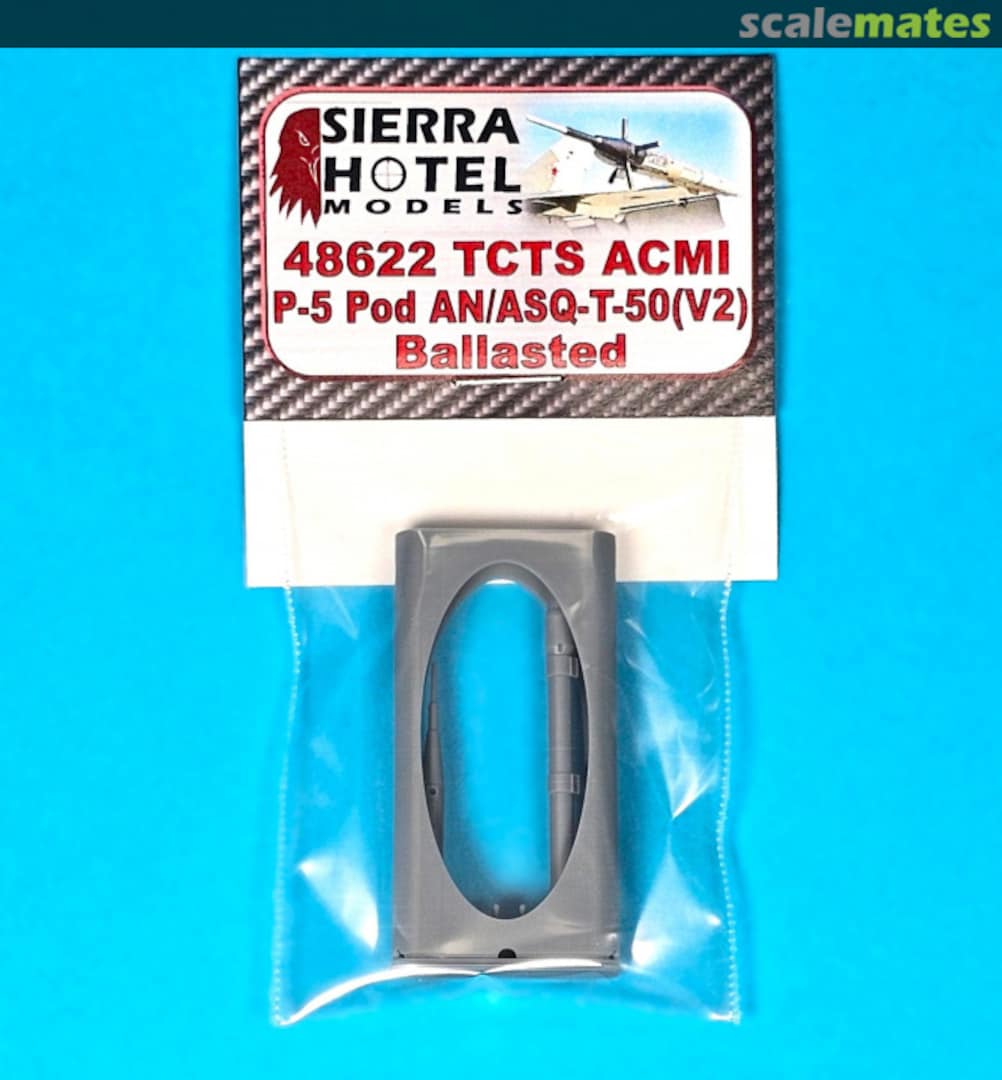 scalemates
SIERRA
HOTEL
MODELS
48622 TCTS ACMI
P-5 Pod AN/ASQ-T-50(V2)
Ballasted